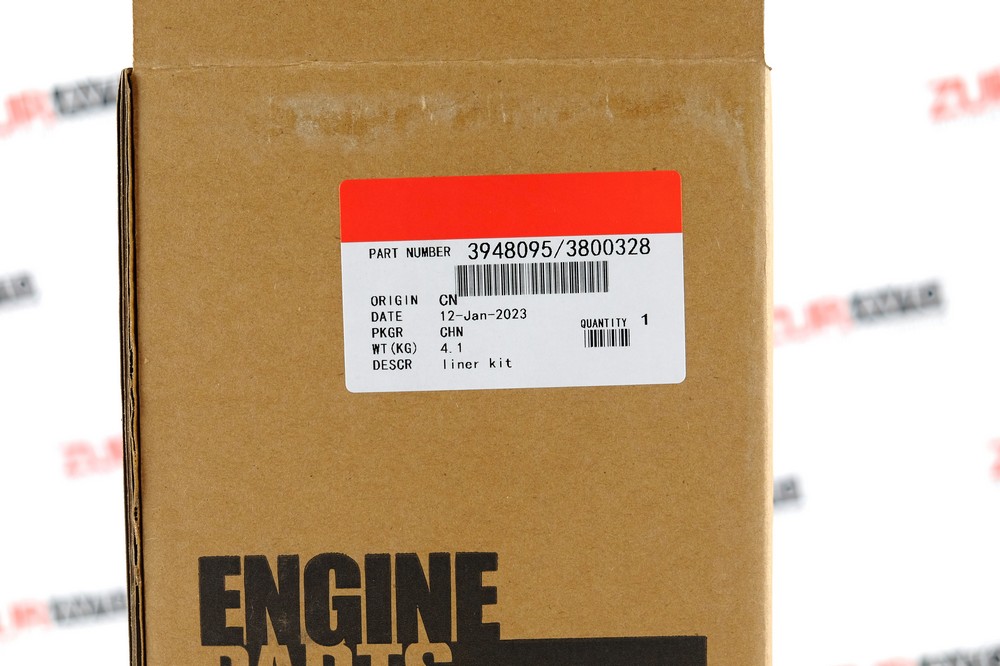 PART NUMBER 3948095/3800328
ORIGIN CN
DATE 12-Jan-2023
PKGR CHN
WT(KG) 4.1
DESCR liner kit
QUANTITY 1
ENGINE
PARTS